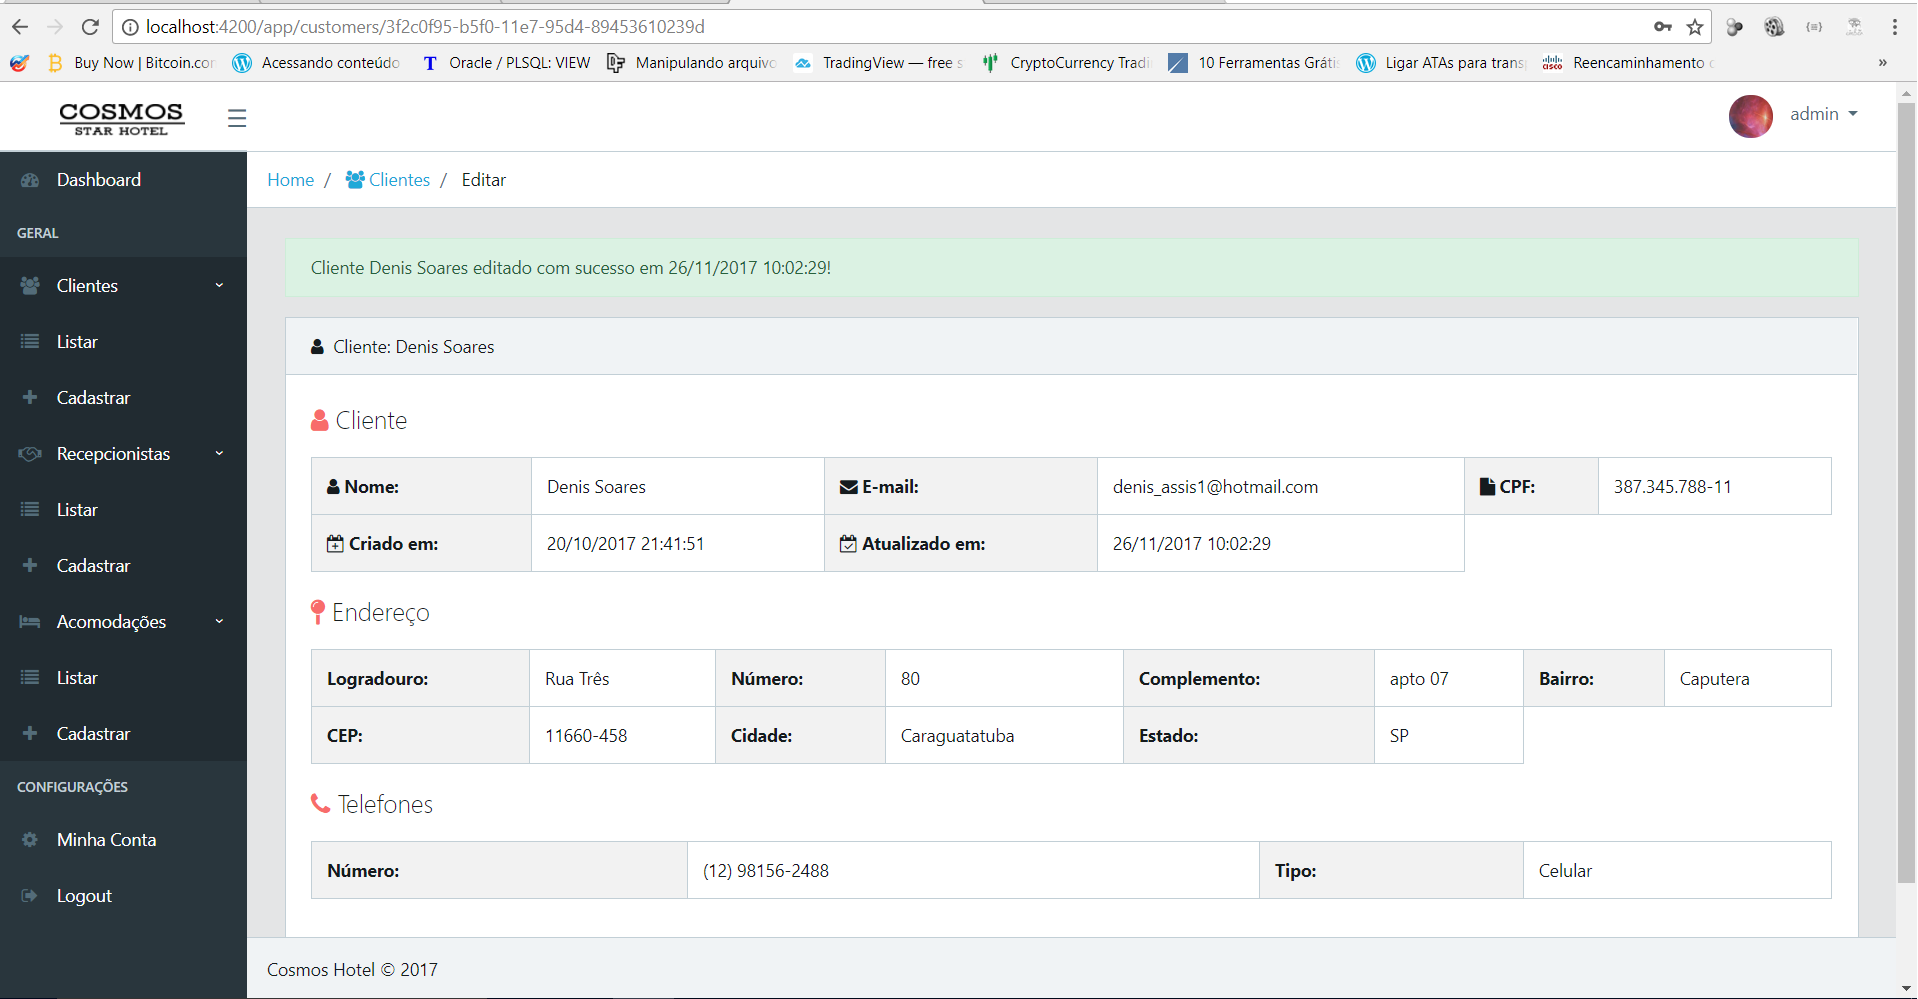 localhost:4200/app/customers/3f2c0f95-b5f0-11e7-95d4-89453610239d
Buy Now | Bitcoin.cor Acessando conteúdo Oracle / PLSQL: VIEW Manipulando arquivo TradingView — free s CryptoCurrency Tradi 10 Ferramentas Gráti Ligar ATAs para trans Reencaminhamento »
COSMOS
STAR HOTEL
admin
Dashboard
GERAL
Clientes
Listar
Cadastrar
Recepcionistas
Listar
Cadastrar
Acomodações
Listar
Cadastrar
CONFIGURAÇÕES
Minha Conta
Logout
Home / Clientes / Editar
Cliente Denis Soares editado com sucesso em 26/11/2017 10:02:29!
Cliente: Denis Soares
Cliente
Nome: Denis Soares E-mail: denis_assis1@hotmail.com CPF: 387.345.788-11
Criado em: 20/10/2017 21:41:51 Atualizado em: 26/11/2017 10:02:29
Endereço
Logradouro: Rua Três Número: 80 Complemento: apto 07 Bairro: Caputera
CEP: 11660-458 Cidade: Caraguatatuba Estado: SP
Telefones
Número: (12) 98156-2488 Tipo: Celular
Cosmos Hotel © 2017